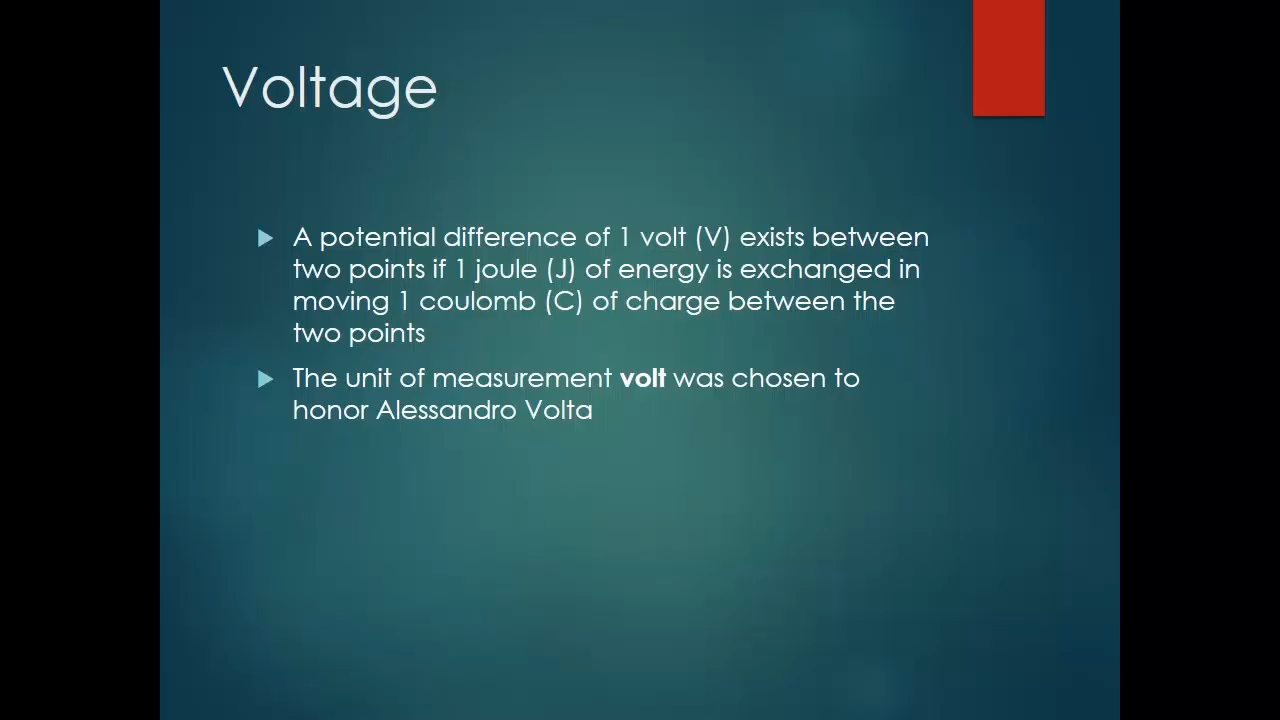 Voltage
A potential difference of 1 volt (V) exists between
two points if 1 joule (J) of energy is exchanged in
moving 1 coulomb (C) of charge between the
two points
The unit of measurement volt was chosen to
honor Alessandro Volta